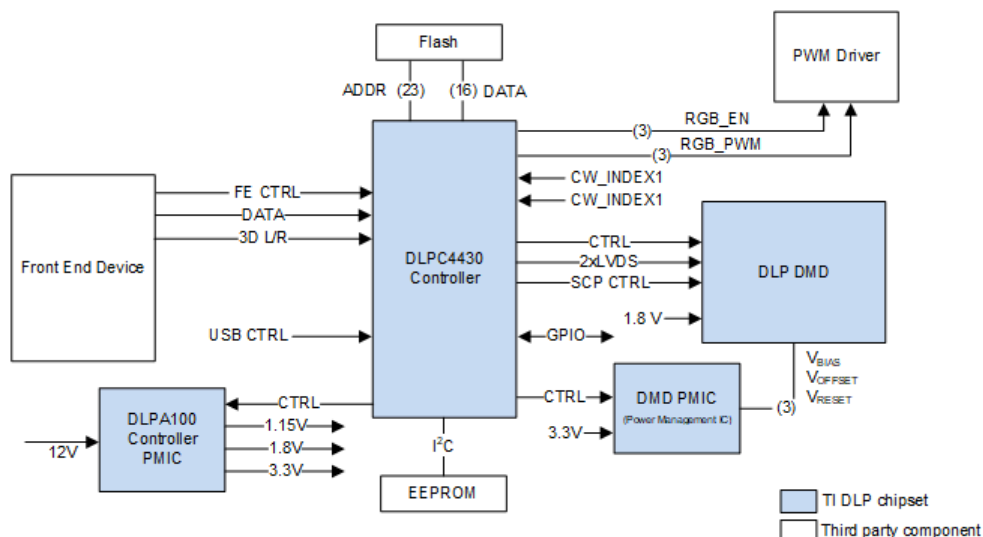 Flash
PWM Driver
ADDR (23) (16) DATA
RGB_EN
(3)
RGB_PWM
(3)
CW_INDEX1
CW_INDEX1
FE CTRL
DATA
3D L/R
Front End Device
DLPC4430
Controller
CTRL
2xLVDS
SCP CTRL
DLP DMD
1.8 V
USB CTRL
GPIO
V_BIAS
V_OFFSET
V_RESET
(3)
CTRL
DMD PMIC
(Power Management IC)
3.3V
CTRL
DLPA100
Controller
PMIC
12V
1.15V
1.8V
3.3V
I²C
EEPROM
TI DLP chipset
Third party component